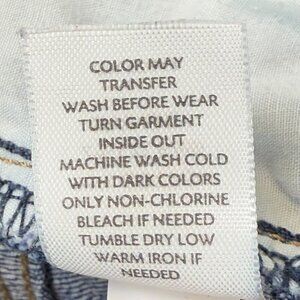 COLOR MAY
TRANSFER
WASH BEFORE WEAR
TURN GARMENT
INSIDE OUT
MACHINE WASH COLD
WITH DARK COLORS
ONLY NON-CHLORINE
BLEACH IF NEEDED
TUMBLE DRY LOW
WARM IRON IF
NEEDED